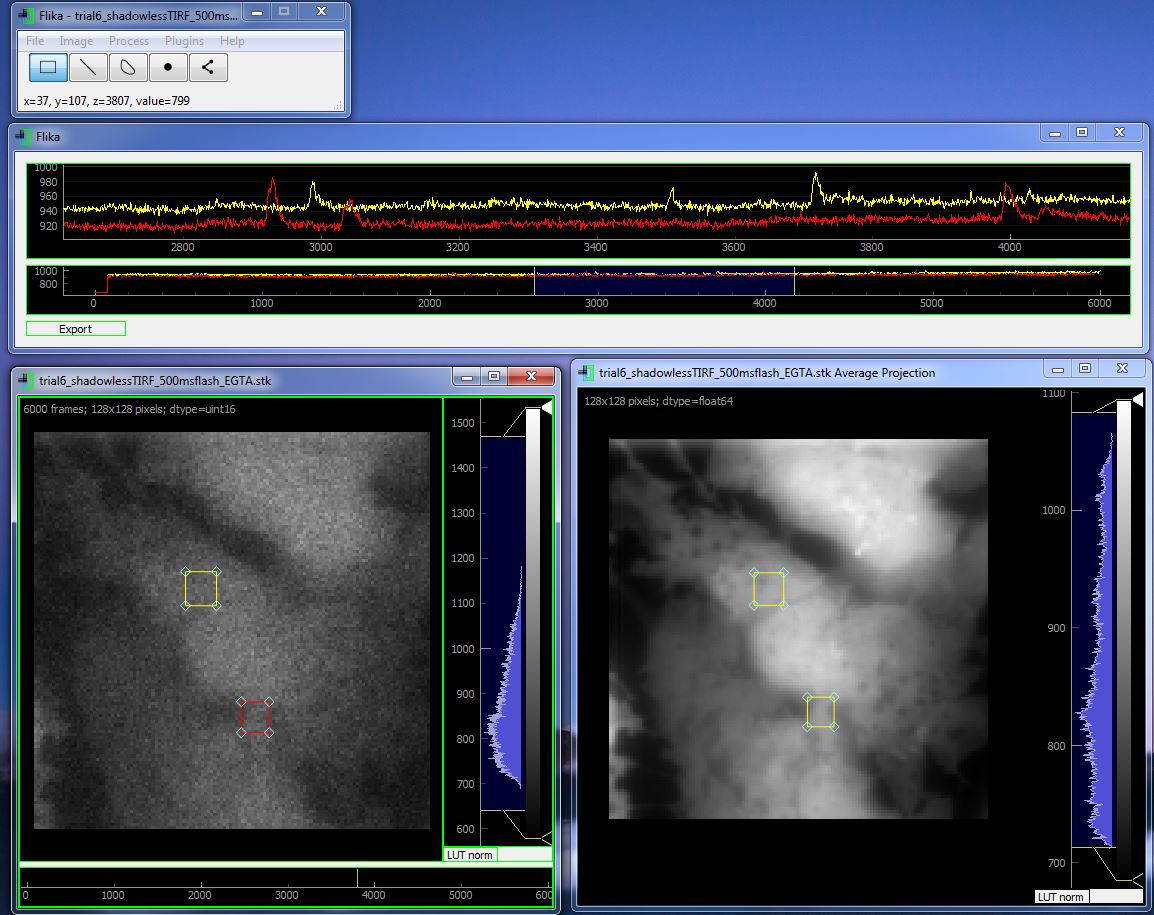 Flika - trial6_shadowlessTIRF_500ms...
File Image Process Plugins Help
x=37, y=107, z=3807, value=799
Flika
1000
980
960
940
920
2800 3000 3200 3400 3600 3800 4000
1000
800
0 1000 2000 3000 4000 5000 6000
Export
trial6_shadowlessTIRF_500msflash_EGTA.stk
6000 frames; 128x128 pixels; dtype=uint16
1500
1400
1300
1200
1100
1000
900
800
700
600
LUT norm
0 1000 2000 3000 4000 5000 600
trial6_shadowlessTIRF_500msflash_EGTA.stk Average Projection
128x128 pixels; dtype=float64
1100
1000
900
800
700
LUT norm